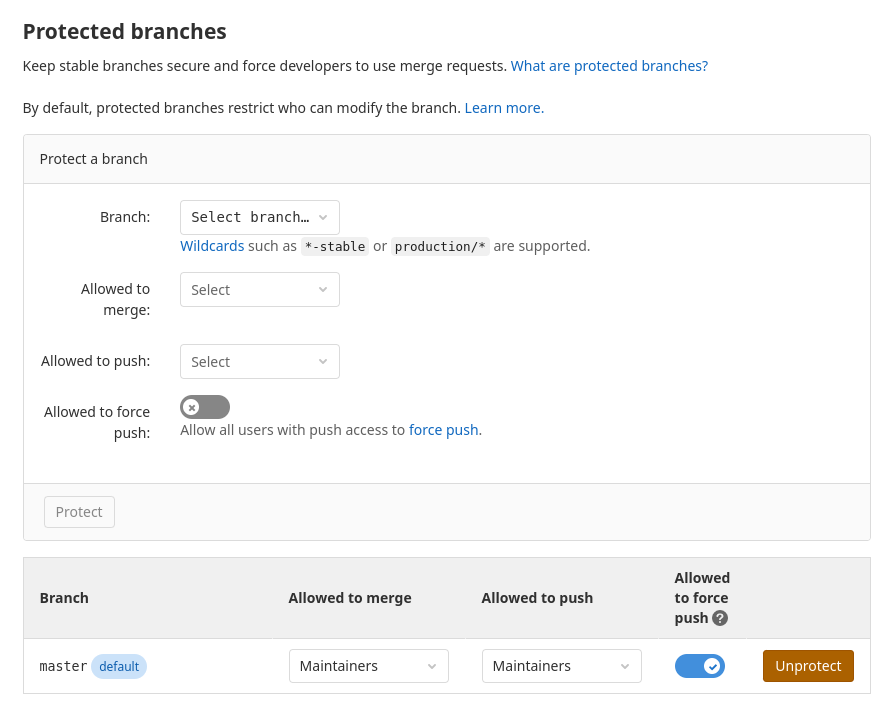 Protected branches
Keep stable branches secure and force developers to use merge requests. What are protected branches?
By default, protected branches restrict who can modify the branch. Learn more.
Protect a branch
Branch:
Select branch…
Wildcards such as *-stable or production/* are supported.
Allowed to
merge:
Select
Allowed to push:
Select
Allowed to force
push:
Allow all users with push access to force push.
Protect
Branch
Allowed to merge
Allowed to push
Allowed
to force
push ?
master default
Maintainers
Maintainers
Unprotect